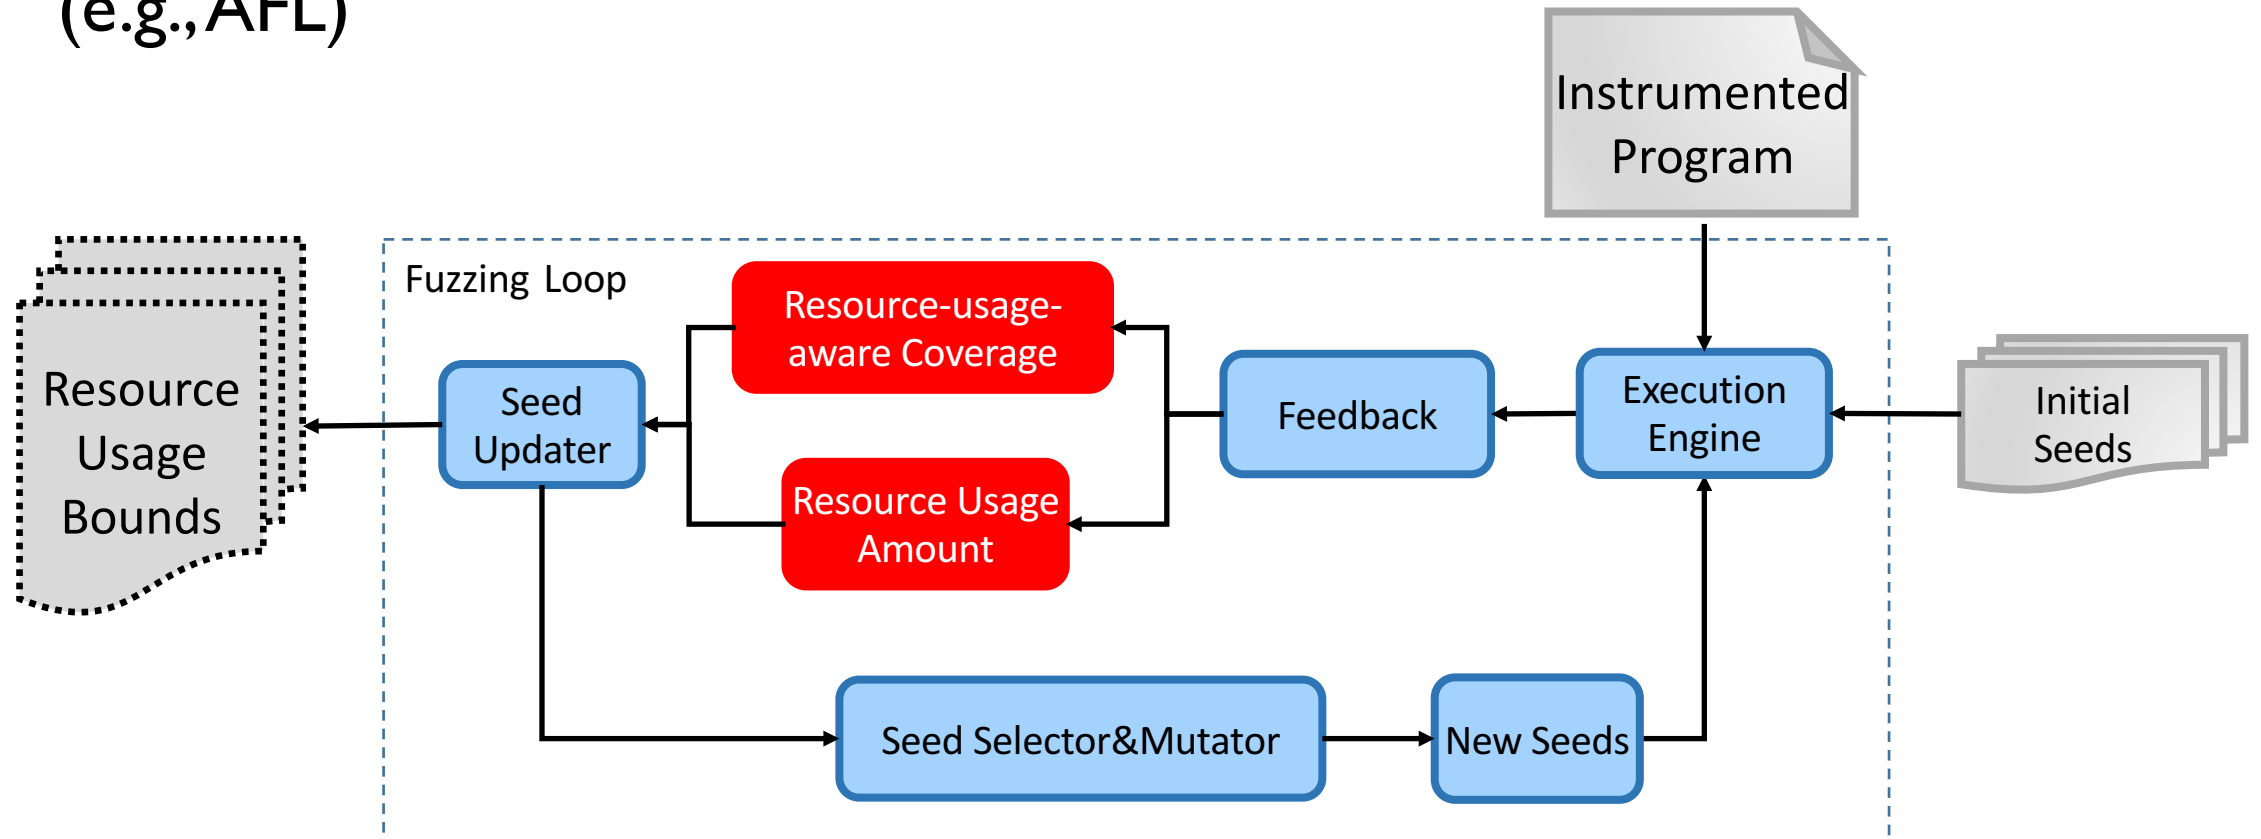 (e.g., AFL)
Instrumented
Program
Fuzzing Loop
Resource-usage-
aware Coverage
Resource
Usage
Bounds
Seed
Updater
Feedback
Execution
Engine
Initial
Seeds
Resource Usage
Amount
Seed Selector&Mutator
New Seeds